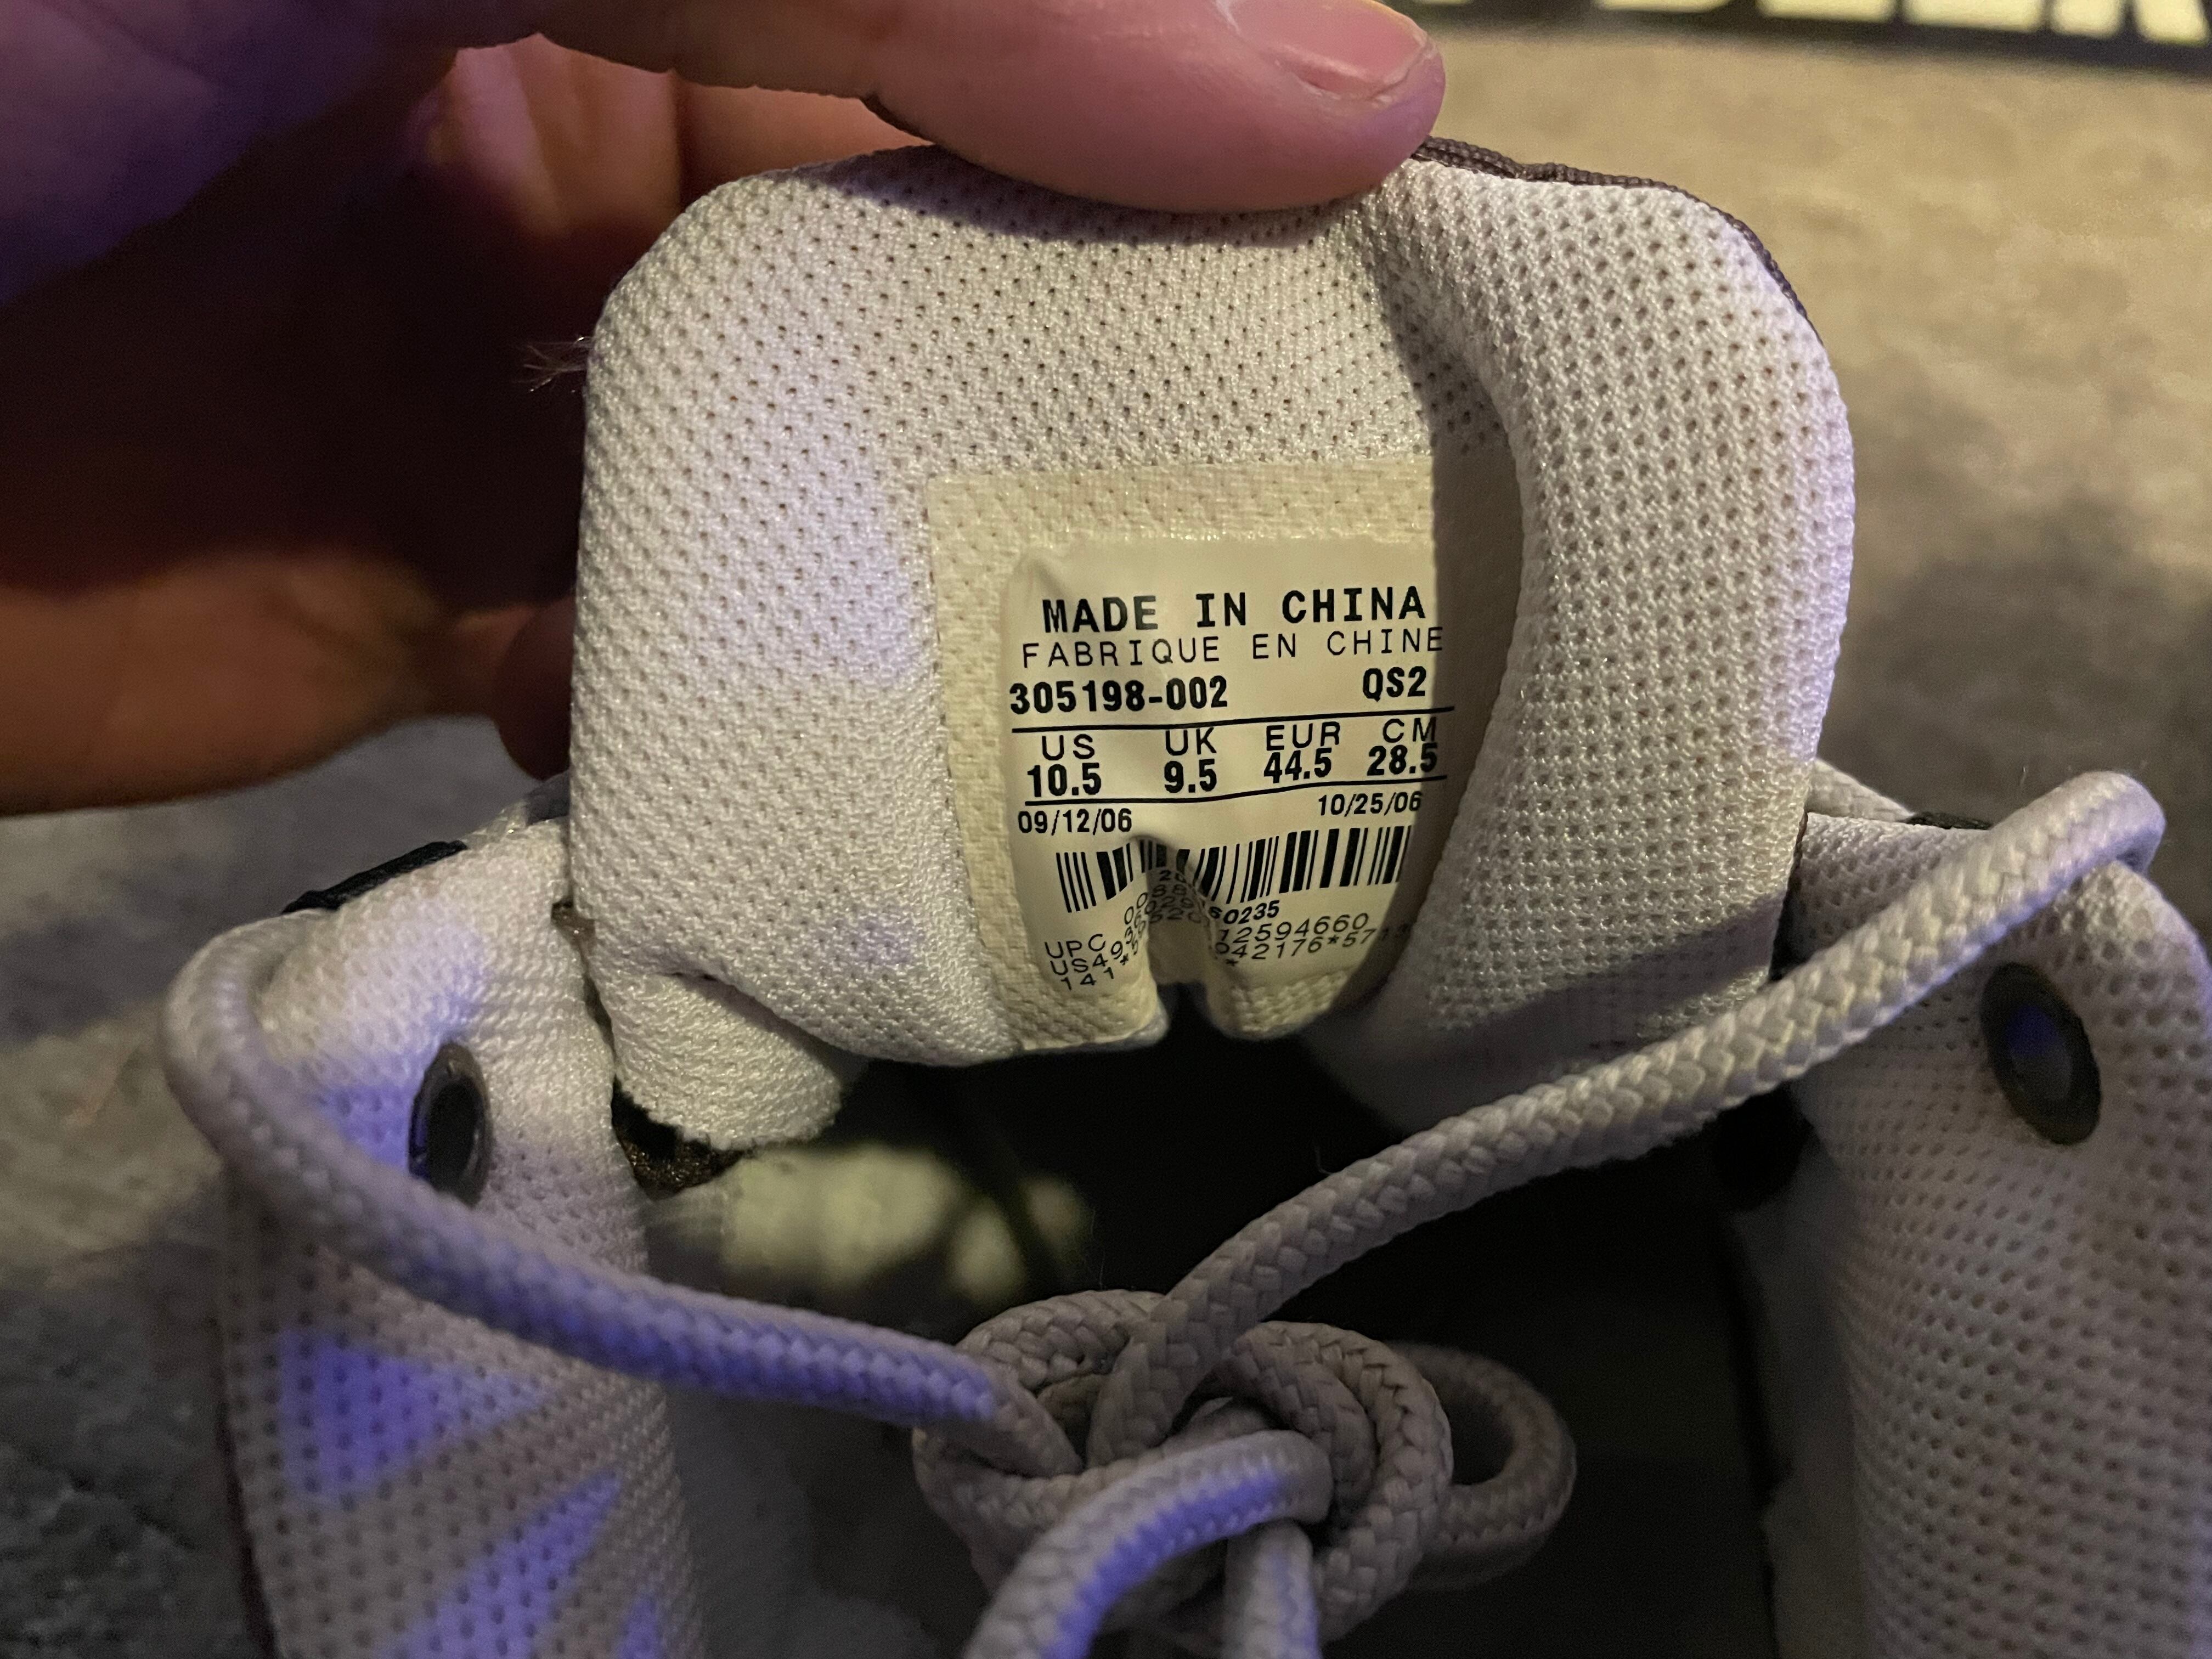 MADE IN CHINA
FABRIQUE EN CHINE
305198-002 QS2
US UK EUR CM
10.5 9.5 44.5 28.5
09/12/06 10/25/06
UPC